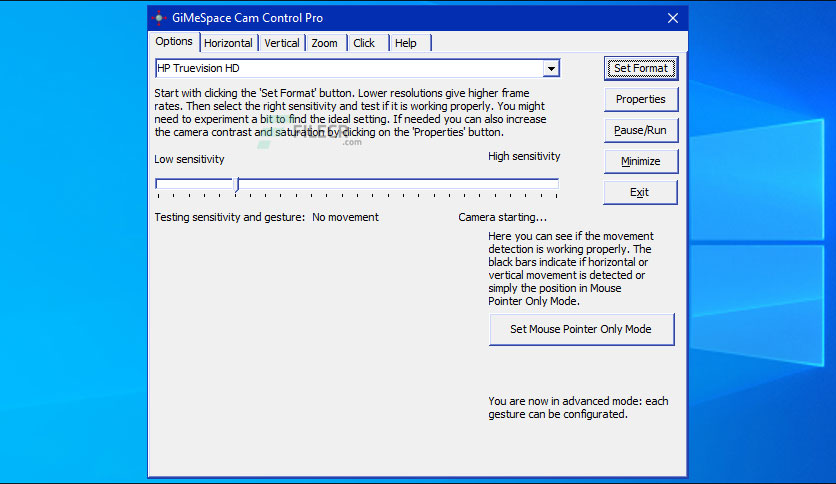 GiMeSpace Cam Control Pro
Options Horizontal Vertical Zoom Click Help
HP Truevision HD
Set Format
Start with clicking the 'Set Format' button. Lower resolutions give higher frame
rates. Then select the right sensitivity and test if it is working properly. You might
need to experiment a bit to find the ideal setting. If needed you can also increase
the camera contrast and saturation by clicking on the 'Properties' button.
FILECR
.com
Properties
Pause/Run
Low sensitivity
High sensitivity
Minimize
Exit
Testing sensitivity and gesture: No movement
Camera starting...
Here you can see if the movement
detection is working properly. The
black bars indicate if horizontal or
vertical movement is detected or
simply the position in Mouse
Pointer Only Mode.
Set Mouse Pointer Only Mode
You are now in advanced mode: each
gesture can be configurated.